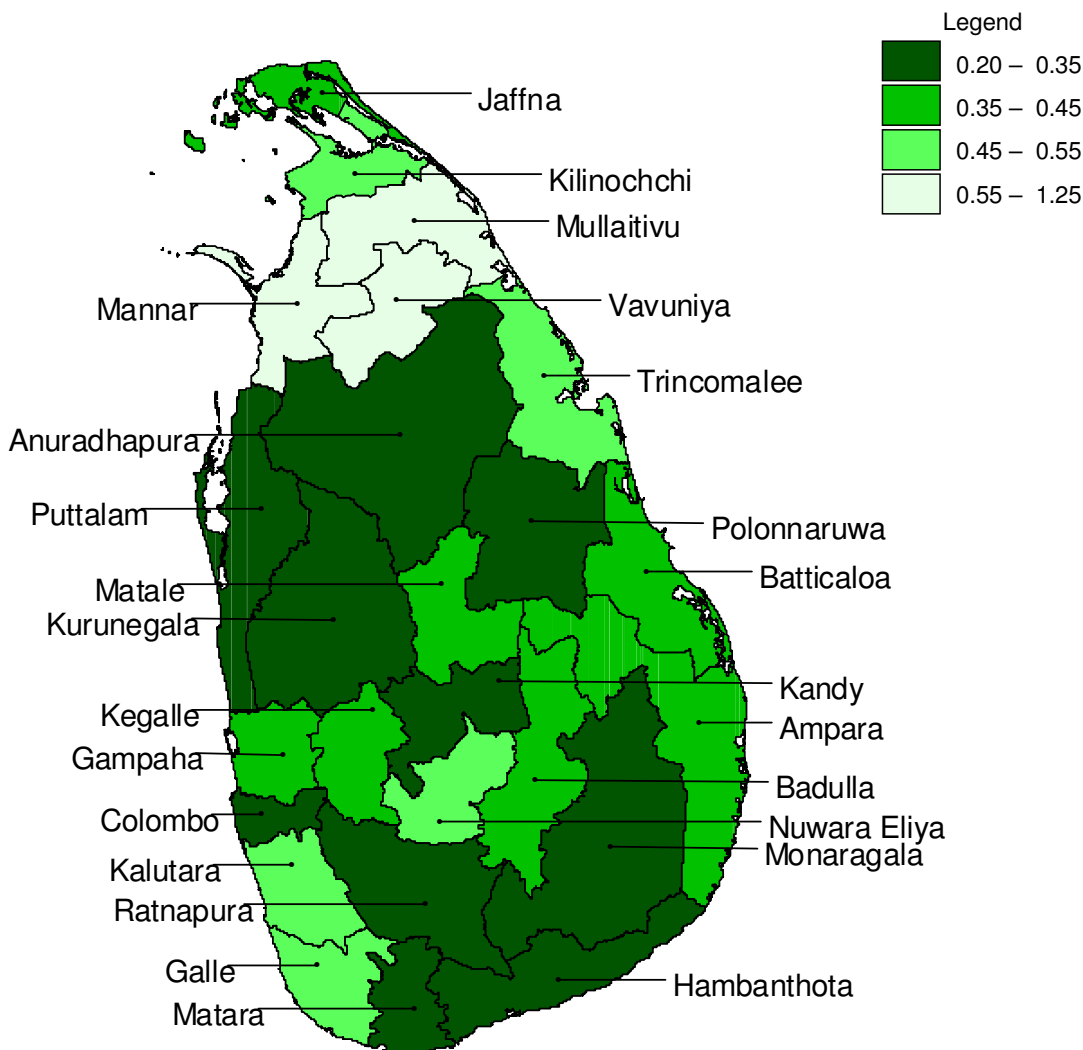 Legend
0.20 – 0.35
0.35 – 0.45
0.45 – 0.55
0.55 – 1.25
Jaffna
Kilinochchi
Mullaitivu
Mannar
Vavuniya
Trincomalee
Anuradhapura
Puttalam
Polonnaruwa
Batticaloa
Matale
Kurunegala
Kandy
Kegalle
Ampara
Gampaha
Badulla
Colombo
Nuwara Eliya
Monaragala
Kalutara
Ratnapura
Galle
Hambanthota
Matara